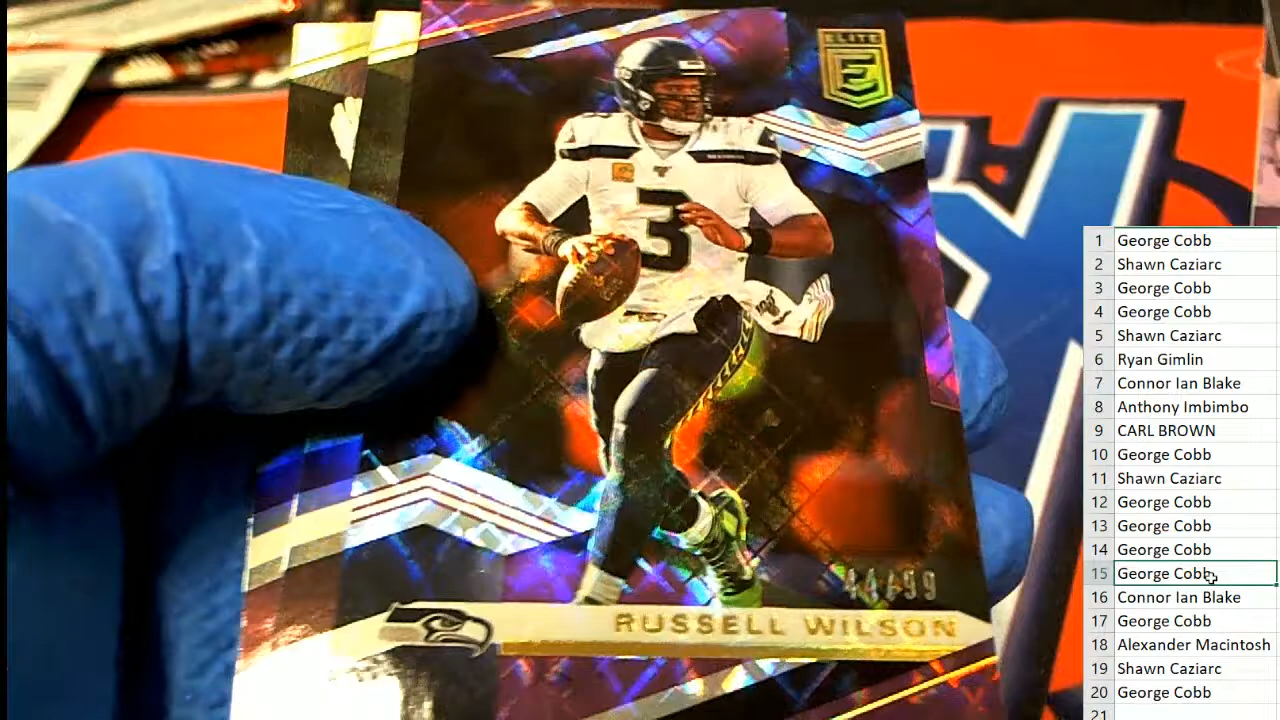 ELITE
E
3
44/99
RUSSELL WILSON
1 George Cobb
2 Shawn Caziarc
3 George Cobb
4 George Cobb
5 Shawn Caziarc
6 Ryan Gimlin
7 Connor Ian Blake
8 Anthony Imbimbo
9 CARL BROWN
10 George Cobb
11 Shawn Caziarc
12 George Cobb
13 George Cobb
14 George Cobb
15 George Cobb
16 Connor Ian Blake
17 George Cobb
18 Alexander Macintosh
19 Shawn Caziarc
20 George Cobb
21